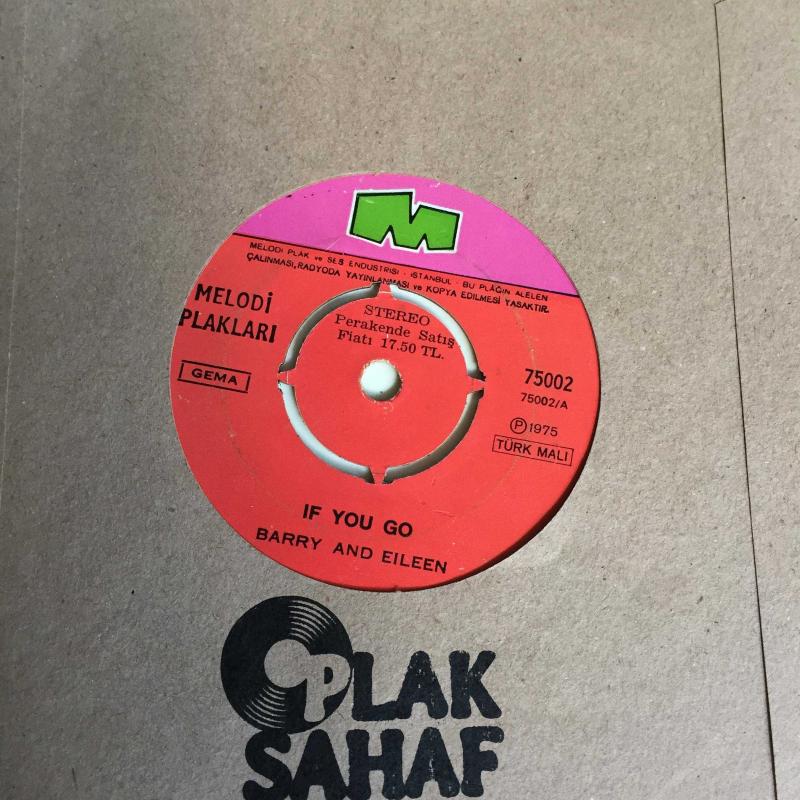 M
MELODİ PLAK ve SES ENDÜSTRİSİ - İSTANBUL - BU PLAĞIN ALELEN
ÇALINMASI, RADYODA YAYINLANMASI ve KOPYA EDİLMESİ YASAKTIR.
MELODİ
PLAKLARI
GEMA
STEREO
Perakende Satış
Fiatı 17.50 TL.
75002
75002/A
Ⓟ1975
TÜRK MALI
IF YOU GO
BARRY AND EILEEN
PLAK
SAHAF